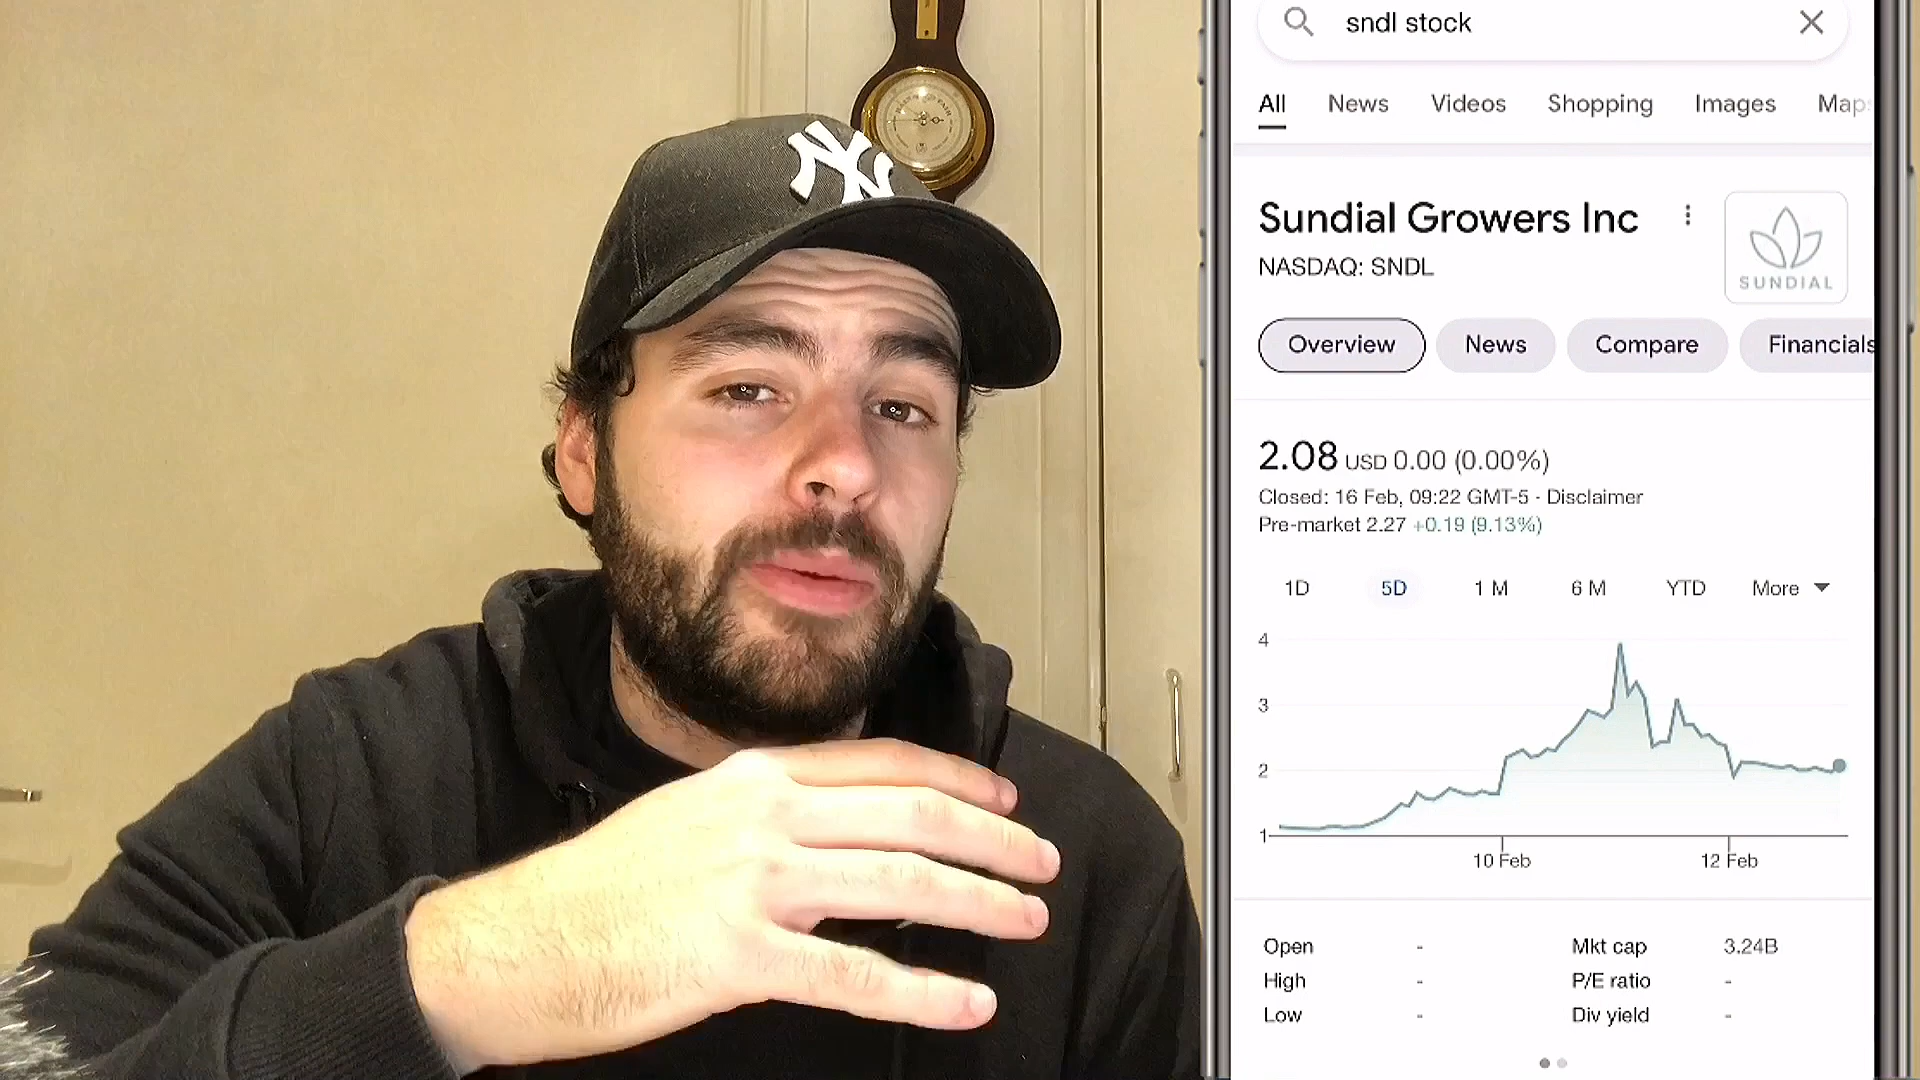 NY
sndl stock
All News Videos Shopping Images Map
Sundial Growers Inc
NASDAQ: SNDL
SUNDIAL
Overview News Compare Financials
2.08 USD 0.00 (0.00%)
Closed: 16 Feb, 09:22 GMT-5 · Disclaimer
Pre-market 2.27 +0.19 (9.13%)
1D 5D 1 M 6 M YTD More
4
3
2
1
10 Feb 12 Feb
Open - Mkt cap 3.24B
High - P/E ratio -
Low - Div yield -